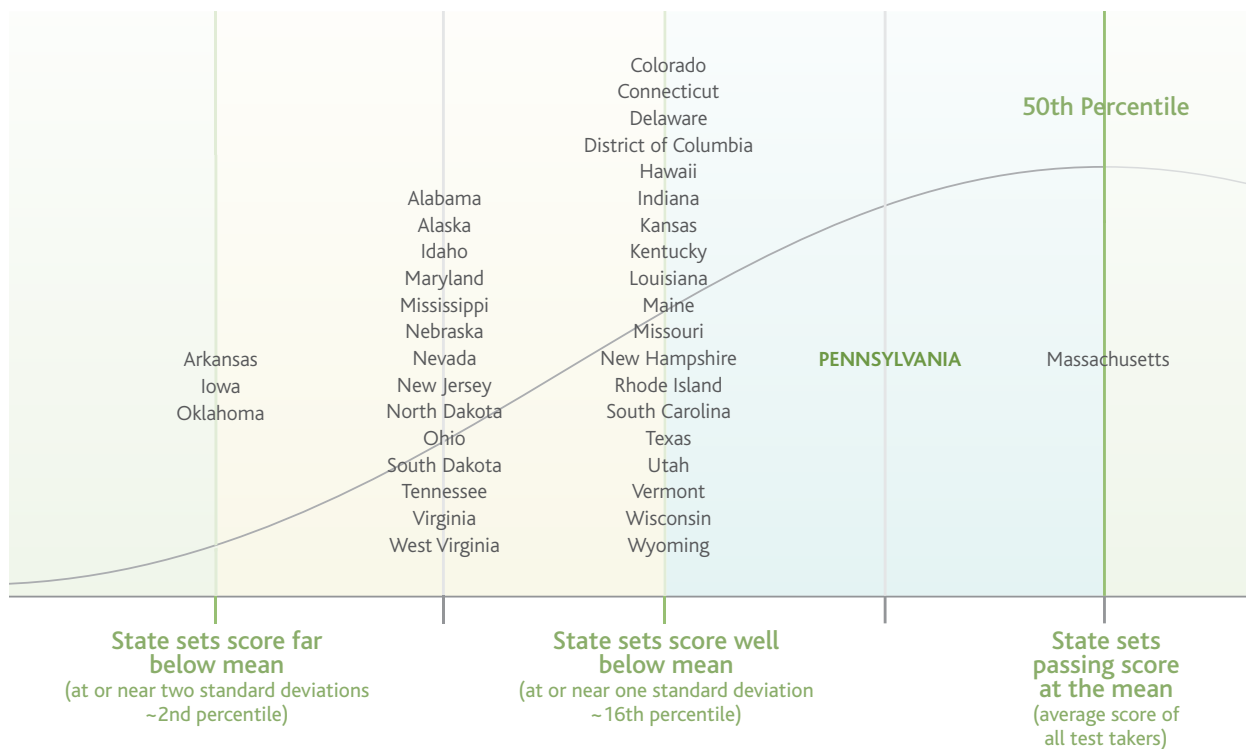 50th Percentile
Arkansas
Iowa
Oklahoma
Alabama
Alaska
Idaho
Maryland
Mississippi
Nebraska
Nevada
New Jersey
North Dakota
Ohio
South Dakota
Tennessee
Virginia
West Virginia
Colorado
Connecticut
Delaware
District of Columbia
Hawaii
Indiana
Kansas
Kentucky
Louisiana
Maine
Missouri
New Hampshire
Rhode Island
South Carolina
Texas
Utah
Vermont
Wisconsin
Wyoming
PENNSYLVANIA
Massachusetts
State sets score far
below mean
(at or near two standard deviations
~2nd percentile)
State sets score well
below mean
(at or near one standard deviation
~16th percentile)
State sets
passing score
at the mean
(average score of
all test takers)